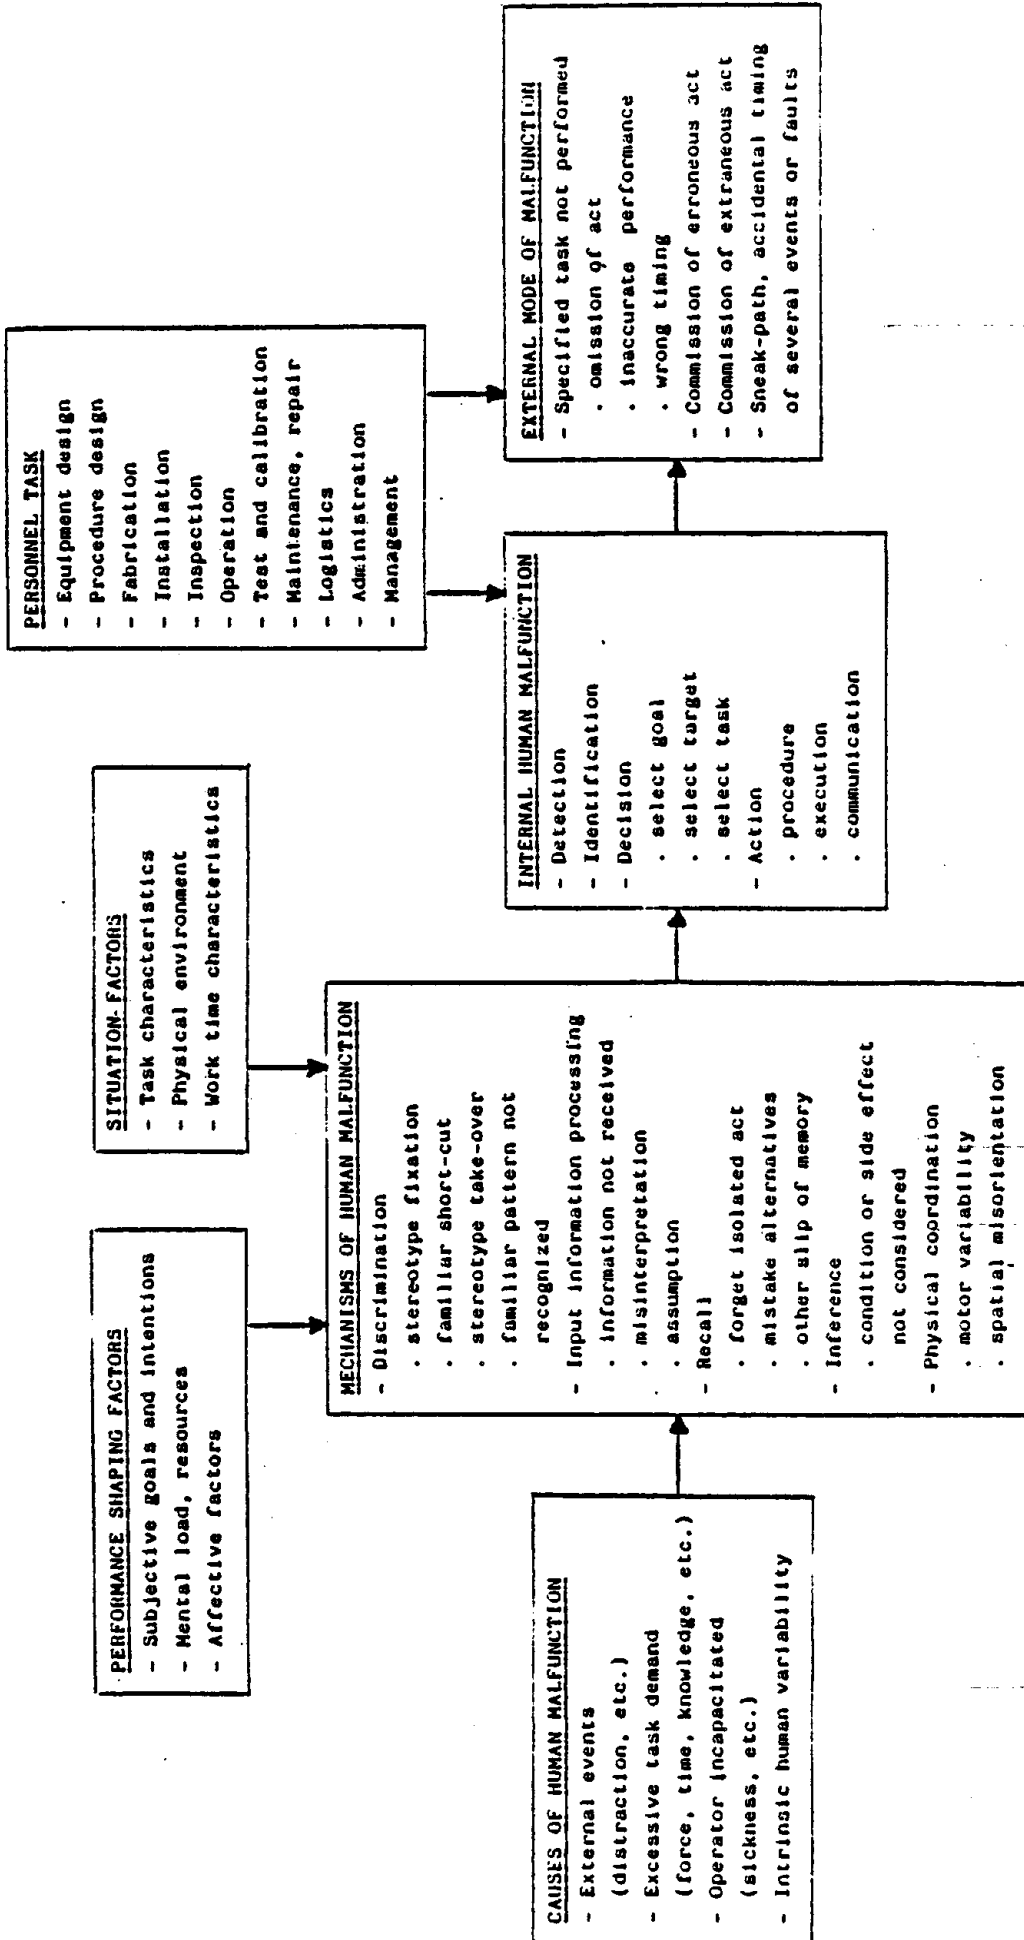 PERFORMANCE SHAPING FACTORS
- Subjective goals and intentions
- Mental load, resources
- Affective factors
SITUATION FACTORS
- Task characteristics
- Physical environment
- Work time characteristics
PERSONNEL TASK
- Equipment design
- Procedure design
- Fabrication
- Installation
- Inspection
- Operation
- Test and calibration
- Maintenance, repair
- Logistics
- Administration
- Management
CAUSES OF HUMAN MALFUNCTION
- External events
(distraction, etc.)
- Excessive task demand
(force, time, knowledge, etc.)
- Operator incapacitated
(sickness, etc.)
- Intrinsic human variability
MECHANISMS OF HUMAN MALFUNCTION
- Discrimination
. stereotype fixation
. familiar short-cut
. stereotype take-over
. familiar pattern not
recognized
- Input information processing
. information not received
. misinterpretation
. assumption
- Recall
. forget isolated act
. mistake alternatives
. other slip of memory
- Inference
. condition or side effect
not considered
- Physical coordination
. motor variability
. spatial misorientation
INTERNAL HUMAN MALFUNCTION
- Detection
- Identification
- Decision
. select goal
. select target
. select task
- Action
. procedure
. execution
. communication
EXTERNAL MODE OF MALFUNCTION
- Specified task not performed
. omission of act
. inaccurate performance
. wrong timing
- Commission of erroneous act
- Commission of extraneous act
- Sneak-path, accidental timing
of several events or faults